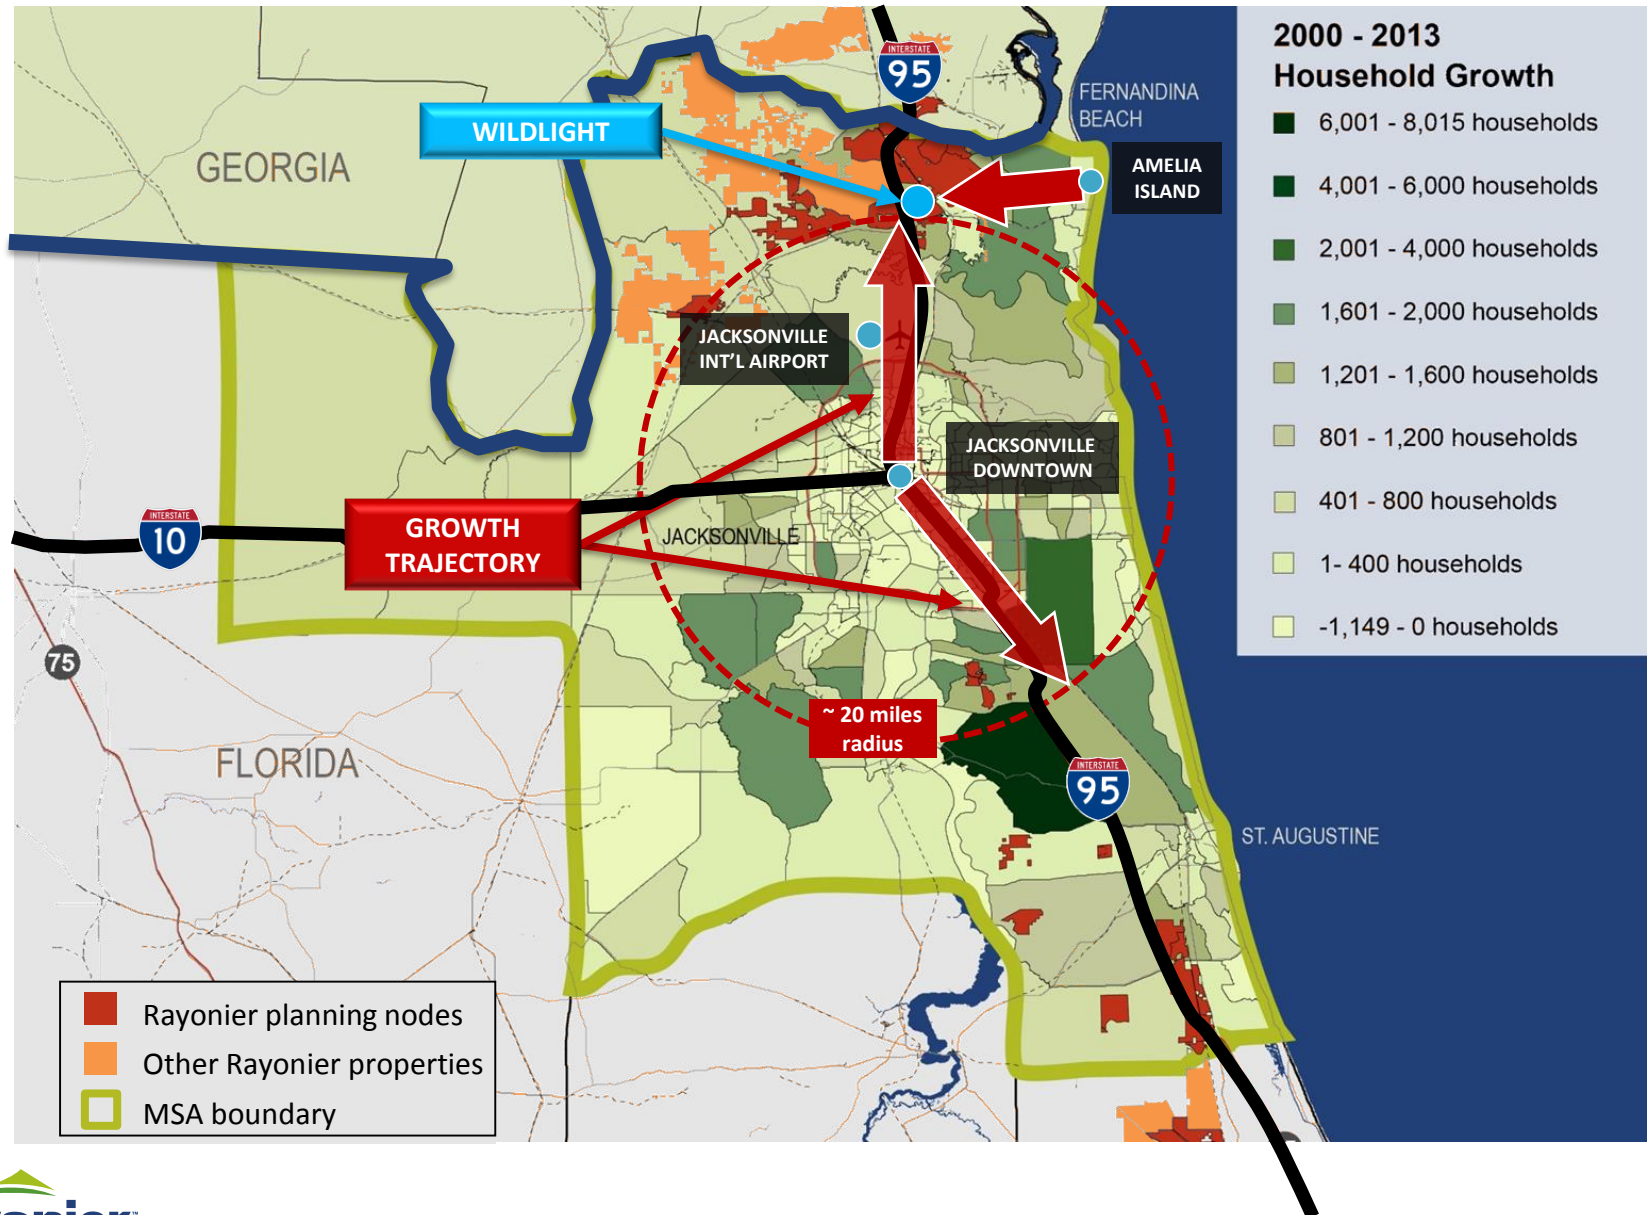 2000 - 2013
Household Growth
6,001 - 8,015 households
4,001 - 6,000 households
2,001 - 4,000 households
1,601 - 2,000 households
1,201 - 1,600 households
801 - 1,200 households
401 - 800 households
1- 400 households
-1,149 - 0 households
INTERSTATE
95
FERNANDINA
BEACH
WILDLIGHT
GEORGIA
AMELIA
ISLAND
JACKSONVILLE
INT'L AIRPORT
JACKSONVILLE
DOWNTOWN
GROWTH
TRAJECTORY
JACKSONVILLE
INTERSTATE
10
75
~ 20 miles
radius
FLORIDA
INTERSTATE
95
ST. AUGUSTINE
Rayonier planning nodes
Other Rayonier properties
MSA boundary